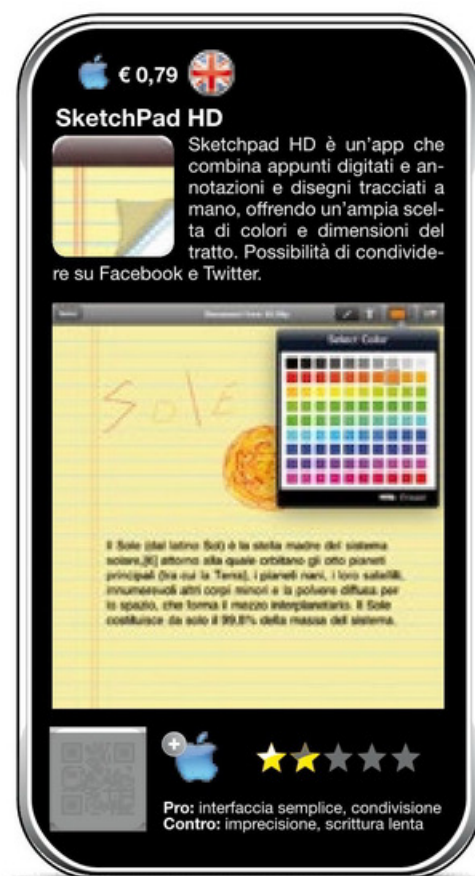 € 0,79
SketchPad HD
Sketchpad HD è un'app che
combina appunti digitati e an-
notazioni e disegni tracciati a
mano, offrendo un'ampia scel-
ta di colori e dimensioni del
tratto. Possibilità di condivide-
re su Facebook e Twitter.
Select Color
SOlE
Eraser
Il Sole (dal latino Sol) è la stella madre del sistema
solare,[6] attorno alla quale orbitano gli otto pianeti
principali (tra cui la Terra), i pianeti nani, i loro satelliti,
innumerevoli altri corpi minori e la polvere diffusa per
lo spazio, che forma il mezzo interplanetario. Il Sole
costituisce da solo il 99,8% della massa del sistema.
Pro: interfaccia semplice, condivisione
Contro: imprecisione, scrittura lenta